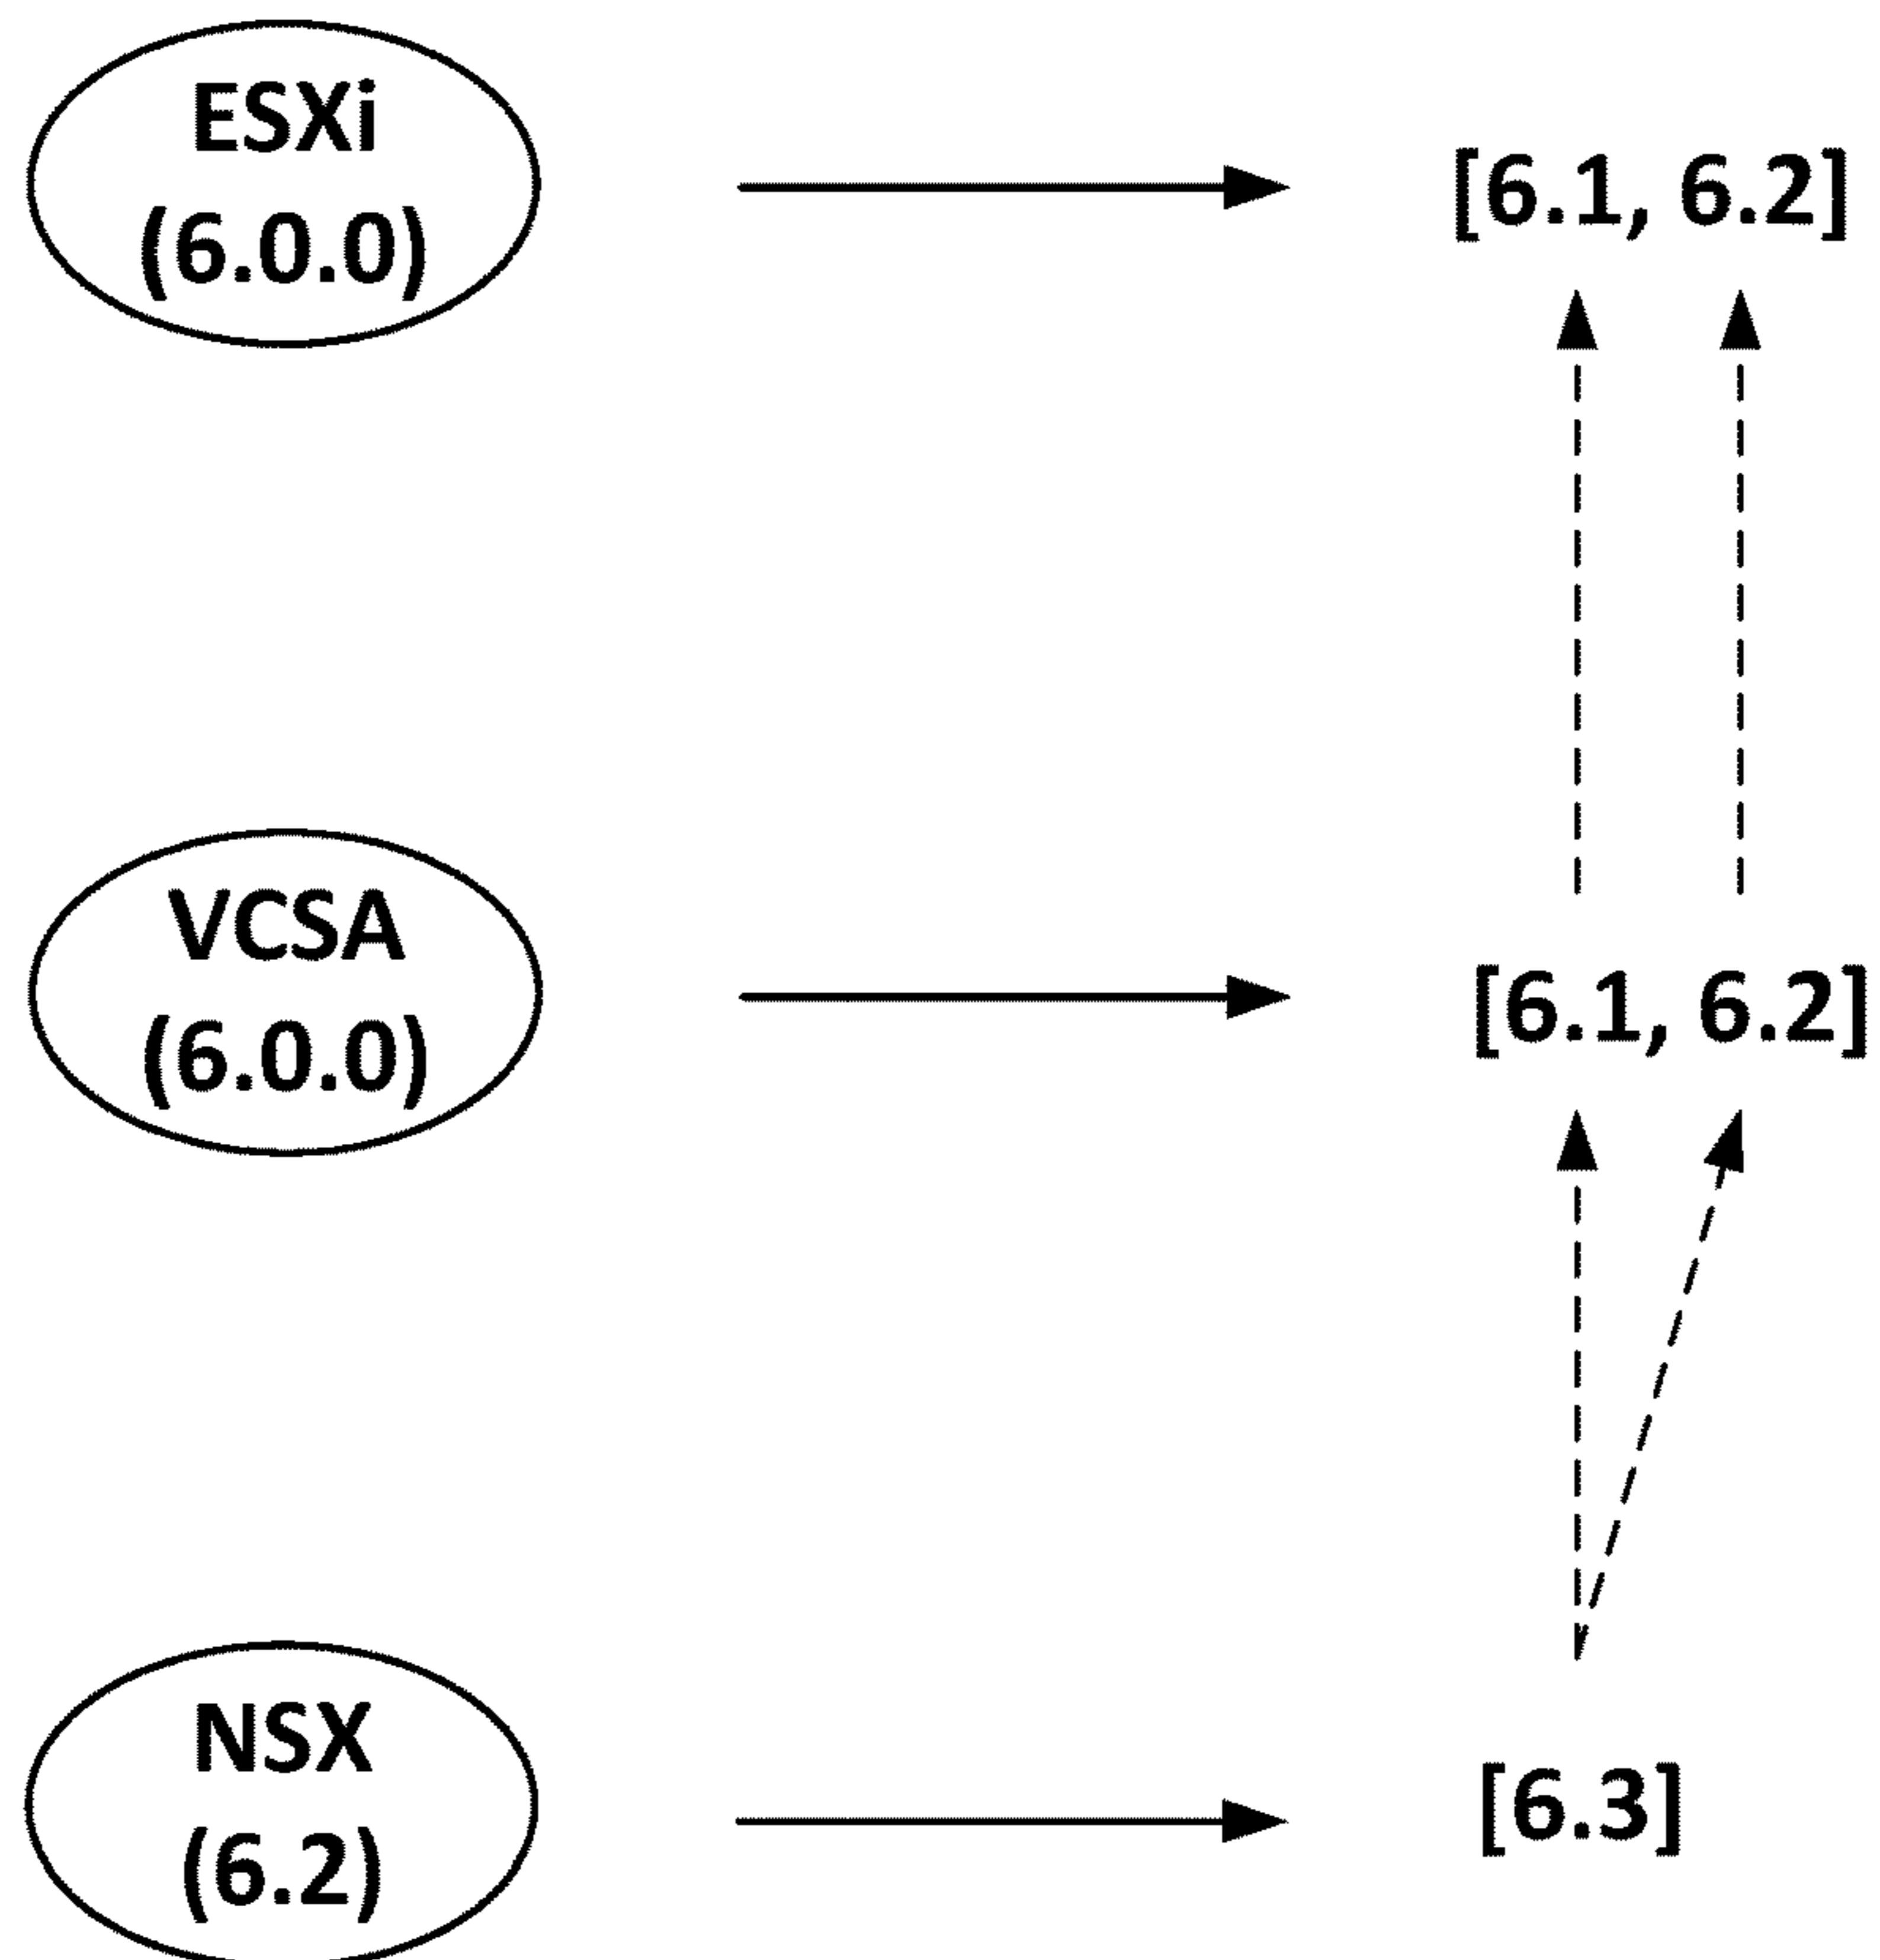 ESXi
(6.0.0)
[6.1, 6.2]
VCSA
(6.0.0)
[6.1, 6.2]
NSX
(6.2)
[6.3]